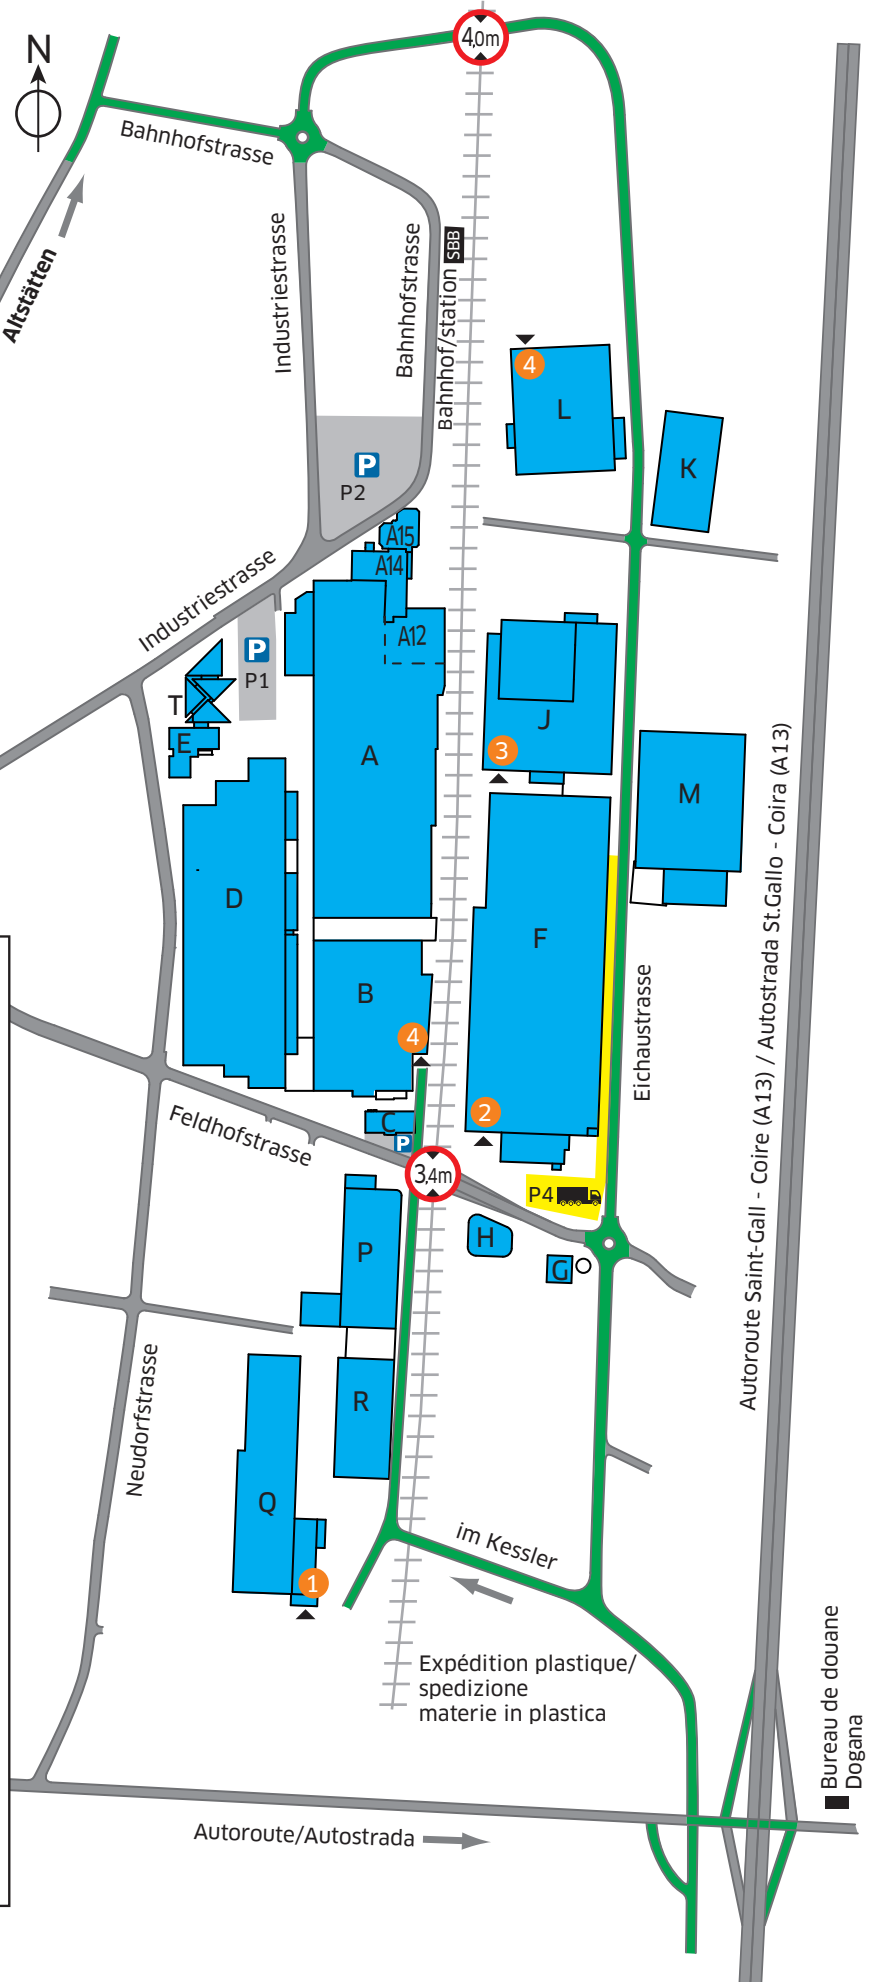 N
4,0m
Bahnhofstrasse
Altstätten
Industriestrasse
Bahnhofstrasse
Bahnhof/station SBB
4
L
K
P
P2
A15
A14
A12
Industriestrasse
P
P1
T
E
A
J
3
M
D
F
B
4
Eichaustrasse
Autoroute Saint-Gall - Coire (A13) / Autostrada St.Gallo - Coira (A13)
2
C
P
Feldhofstrasse
3,4m
P4
H
G
P
R
Neudorfstrasse
Q
1
im Kessler
Expédition plastique/
spedizione
materie in plastica
Bureau de douane
Dogana
Autoroute/Autostrada